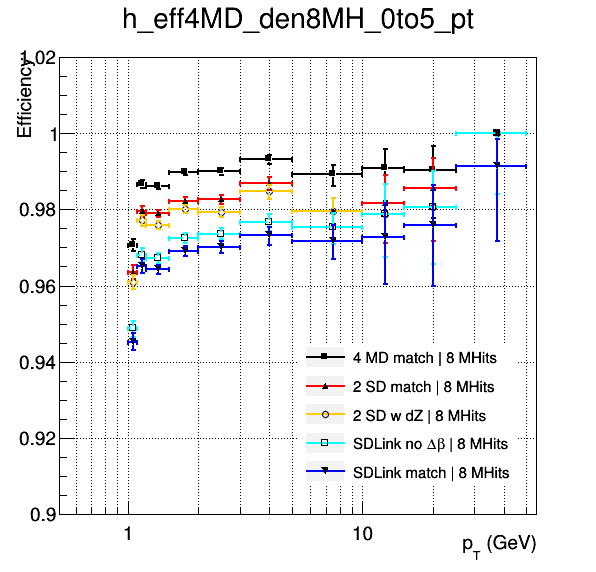 h_eff4MD_den8MH_0to5_pt
Efficiency
1.02
1
0.98
0.96
0.94
0.92
0.9
4 MD match | 8 MHits
2 SD match | 8 MHits
2 SD w dZ | 8 MHits
SDLink no Δβ | 8 MHits
SDLink match | 8 MHits
1
10
p_T (GeV)